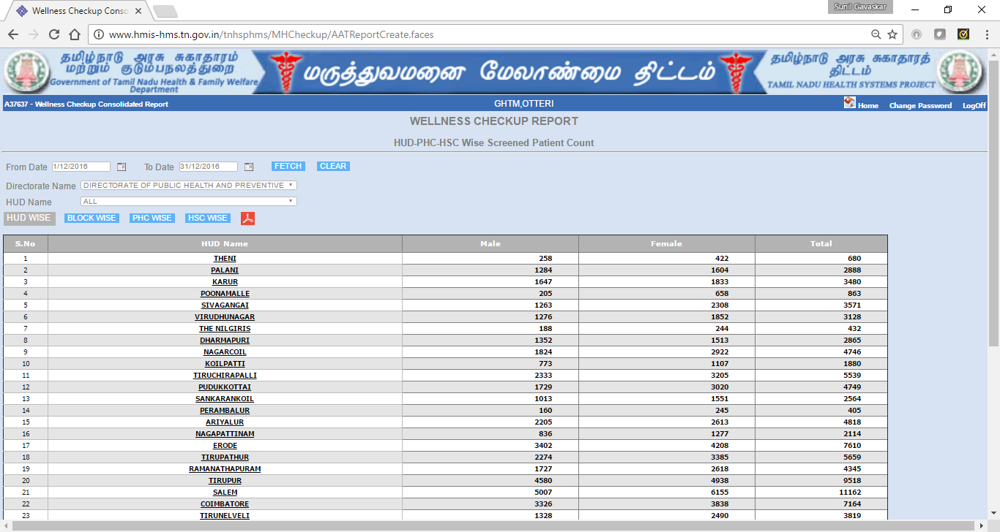 Wellness Checkup Conso
Sunil Gavaskar
www.hmis-hms.tn.gov.in/tnhsphms/MHCheckup/AATReportCreate.faces
தமிழ்நாடு அரசு சுகாதாரம்
மற்றும் குடும்பநலத்துறை
Government of Tamil Nadu Health & Family Welfare
Department
மருத்துவமனை மேலாண்மை திட்டம்
தமிழ்நாடு அரசு சுகாதாரத்
திட்டம்
TAMIL NADU HEALTH SYSTEMS PROJECT
A37637 - Wellness Checkup Consolidated Report GHTM,OTTERI Home Change Password LogOff
WELLNESS CHECKUP REPORT
HUD-PHC-HSC Wise Screened Patient Count
From Date 1/12/2016 To Date 31/12/2016 FETCH CLEAR
Directorate Name DIRECTORATE OF PUBLIC HEALTH AND PREVENTIVE
HUD Name ALL
HUD WISE BLOCK WISE PHC WISE HSC WISE
S.No HUD Name Male Female Total
1 THENI 258 422 680
2 PALANI 1284 1604 2888
3 KARUR 1647 1833 3480
4 POONAMALLE 205 658 863
5 SIVAGANGAI 1263 2308 3571
6 VIRUDHUNAGAR 1276 1852 3128
7 THE NILGIRIS 188 244 432
8 DHARMAPURI 1352 1513 2865
9 NAGARCOIL 1824 2922 4746
10 KOILPATTI 773 1107 1880
11 TIRUCHIRAPALLI 2333 3205 5539
12 PUDUKKOTTAI 1729 3020 4749
13 SANKARANKOIL 1013 1551 2564
14 PERAMBALUR 160 245 405
15 ARIYALUR 2205 2613 4818
16 NAGAPATTINAM 836 1277 2114
17 ERODE 3402 4208 7610
18 TIRUPATHUR 2274 3385 5659
19 RAMANATHAPURAM 1727 2618 4345
20 TIRUPUR 4580 4938 9518
21 SALEM 5007 6155 11162
22 COIMBATORE 3326 3838 7164
23 TIRUNELVELI 1328 2490 3819